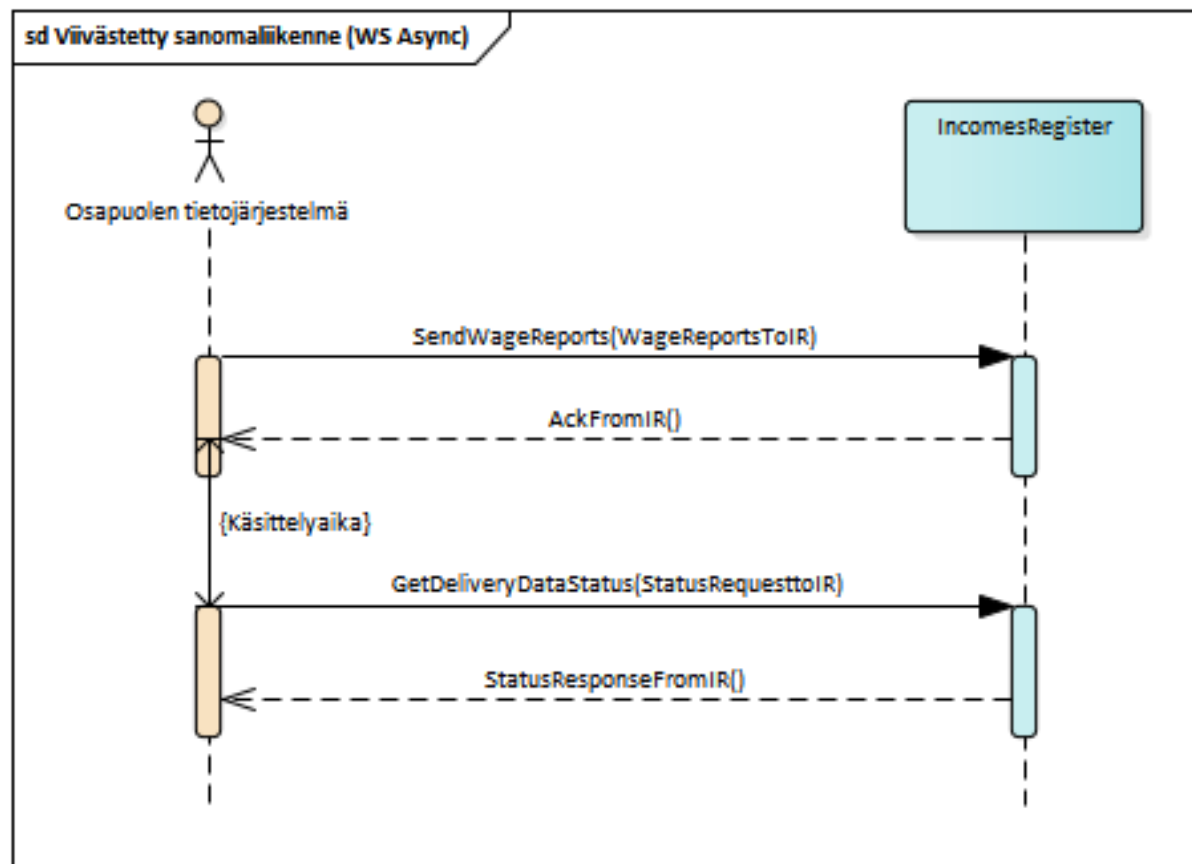 sd Viivästetty sanomaliikenne (WS Async)
IncomesRegister
Osapuolen tietojärjestelmä
SendWageReports(WageReportsToIR)
AckFromIR()
{Käsittelyaika}
GetDeliveryDataStatus(StatusRequesttoIR)
StatusResponseFromIR()